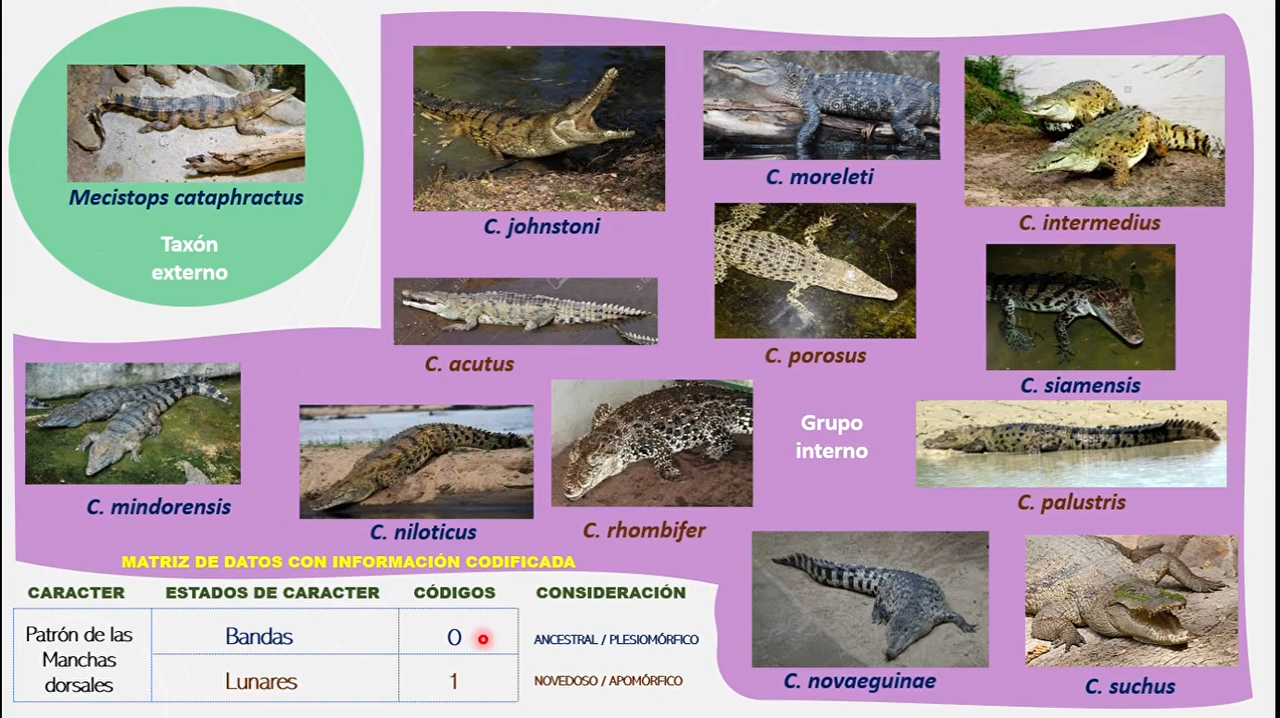 Mecistops cataphractus
Taxón
externo
C. johnstoni
C. moreleti
C. intermedius
C. acutus
C. porosus
C. siamensis
C. mindorensis
C. niloticus
C. rhombifer
Grupo
interno
C. palustris
C. novaeguinae
C. suchus
MATRIZ DE DATOS CON INFORMACIÓN CODIFICADA
CARACTER ESTADOS DE CARACTER CÓDIGOS CONSIDERACIÓN
Patrón de las
Manchas
dorsales
Bandas 0 ANCESTRAL / PLESIOMÓRFICO
Lunares 1 NOVEDOSO / APOMÓRFICO